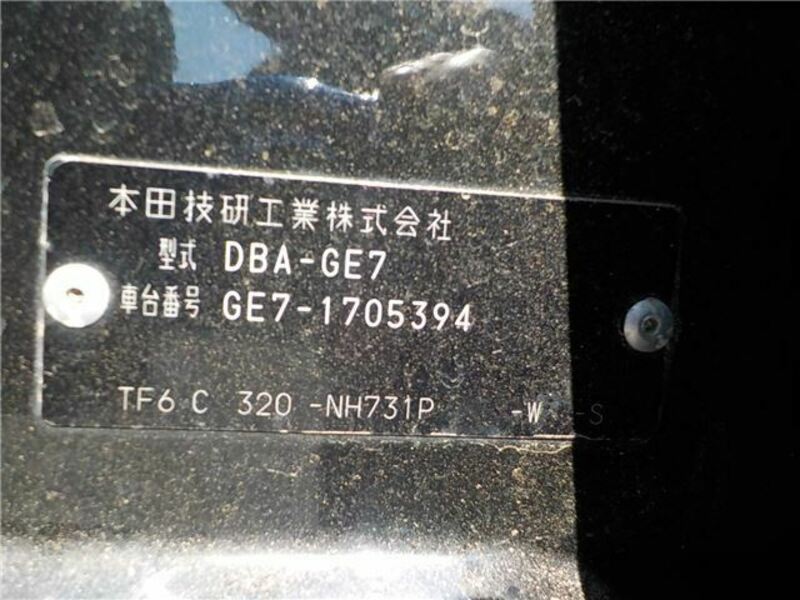 本田技研工業株式会社
型式 DBA-GE7
車台番号 GE7-1705394
TF6 C 320 -NH731P -W -S